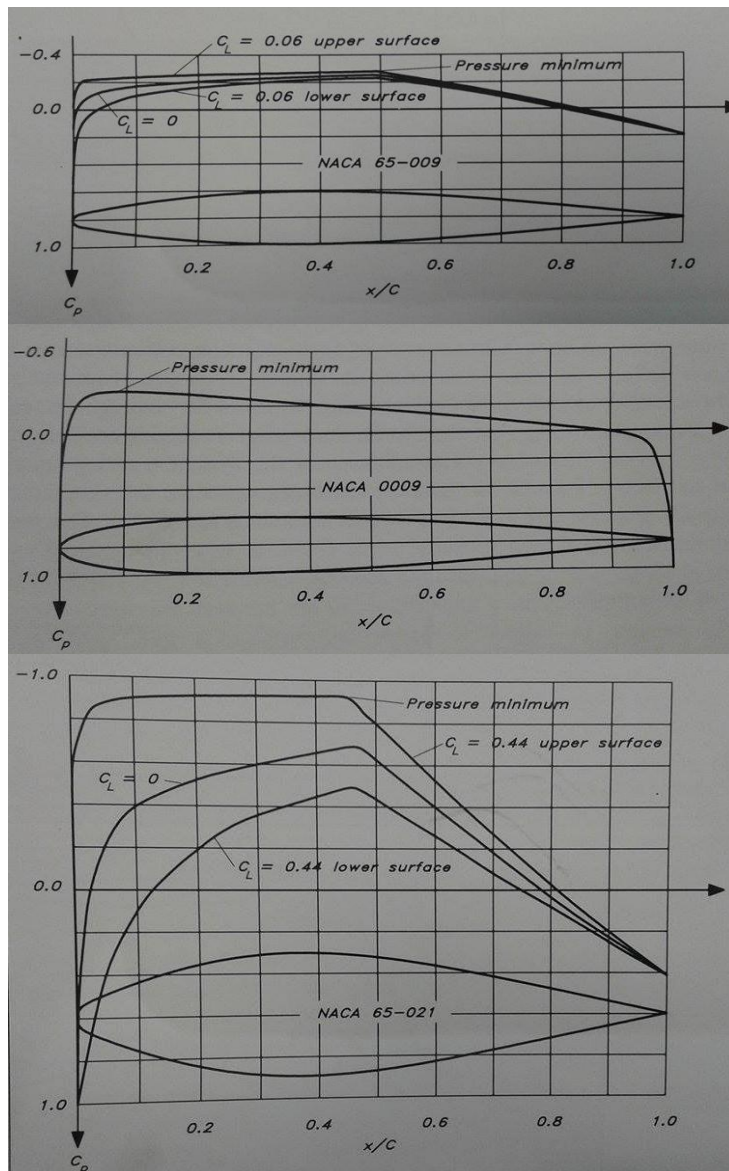 C_L = 0.06 upper surface
-0.4
Pressure minimum
C_L = 0.06 lower surface
0.0
C_L = 0
NACA 65-009
1.0
0.2
0.4
0.6
0.8
1.0
x/C
C_p
-0.6
Pressure minimum
0.0
NACA 0009
1.0
0.2
0.4
0.6
0.8
1.0
x/C
C_p
-1.0
Pressure minimum
C_L = 0.44 upper surface
C_L = 0
C_L = 0.44 lower surface
0.0
NACA 65-021
1.0
0.2
0.4
0.6
0.8
1.0
x/C
C_p